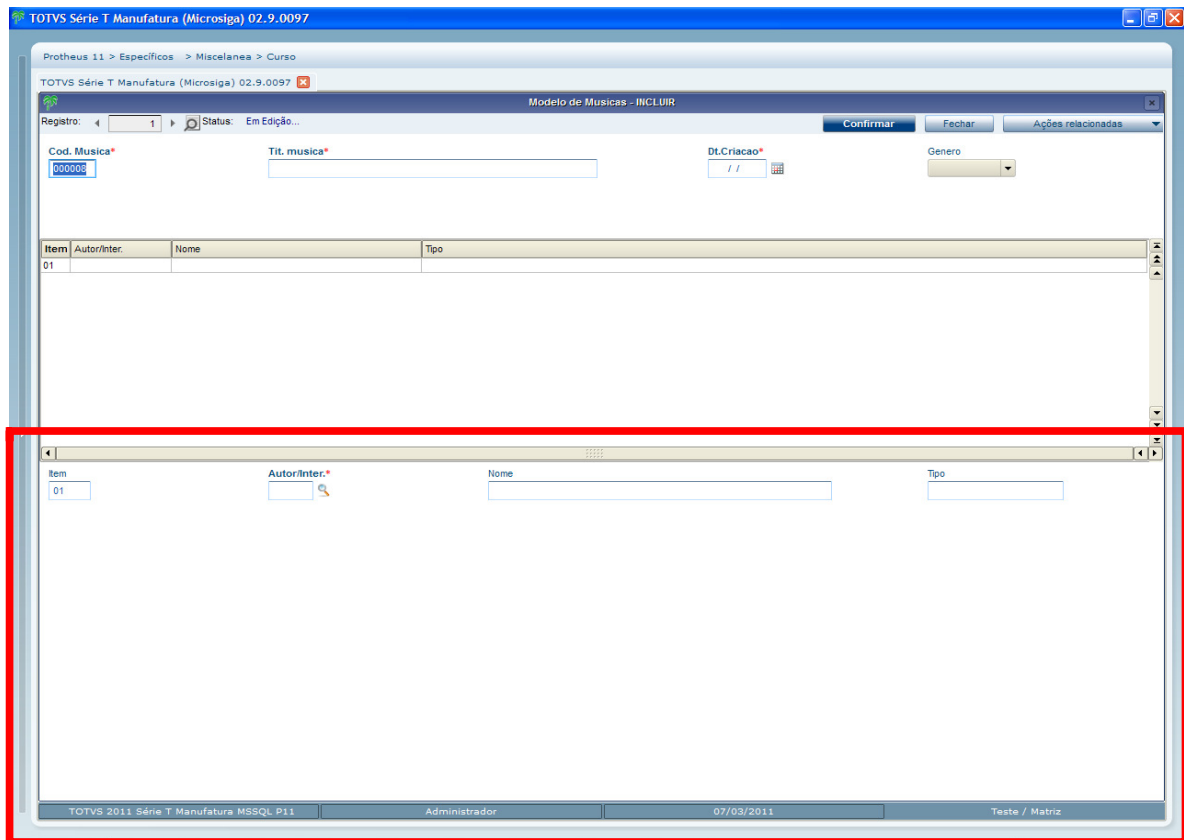 TOTVS Série T Manufatura (Microsiga) 02.9.0097
Protheus 11 > Específicos > Miscelanea > Curso
TOTVS Série T Manufatura (Microsiga) 02.9.0097
Modelo de Musicas - INCLUIR
Registro: 1 Status: Em Edição... Confirmar Fechar Ações relacionadas
Cod. Musica* Tit. musica* Dt.Criacao* Genero
000008 / /
Item Autor/Inter. Nome Tipo
01
Item Autor/Inter.* Nome Tipo
01
TOTVS 2011 Série T Manufatura MSSQL P11 Administrador 07/03/2011 Teste / Matriz